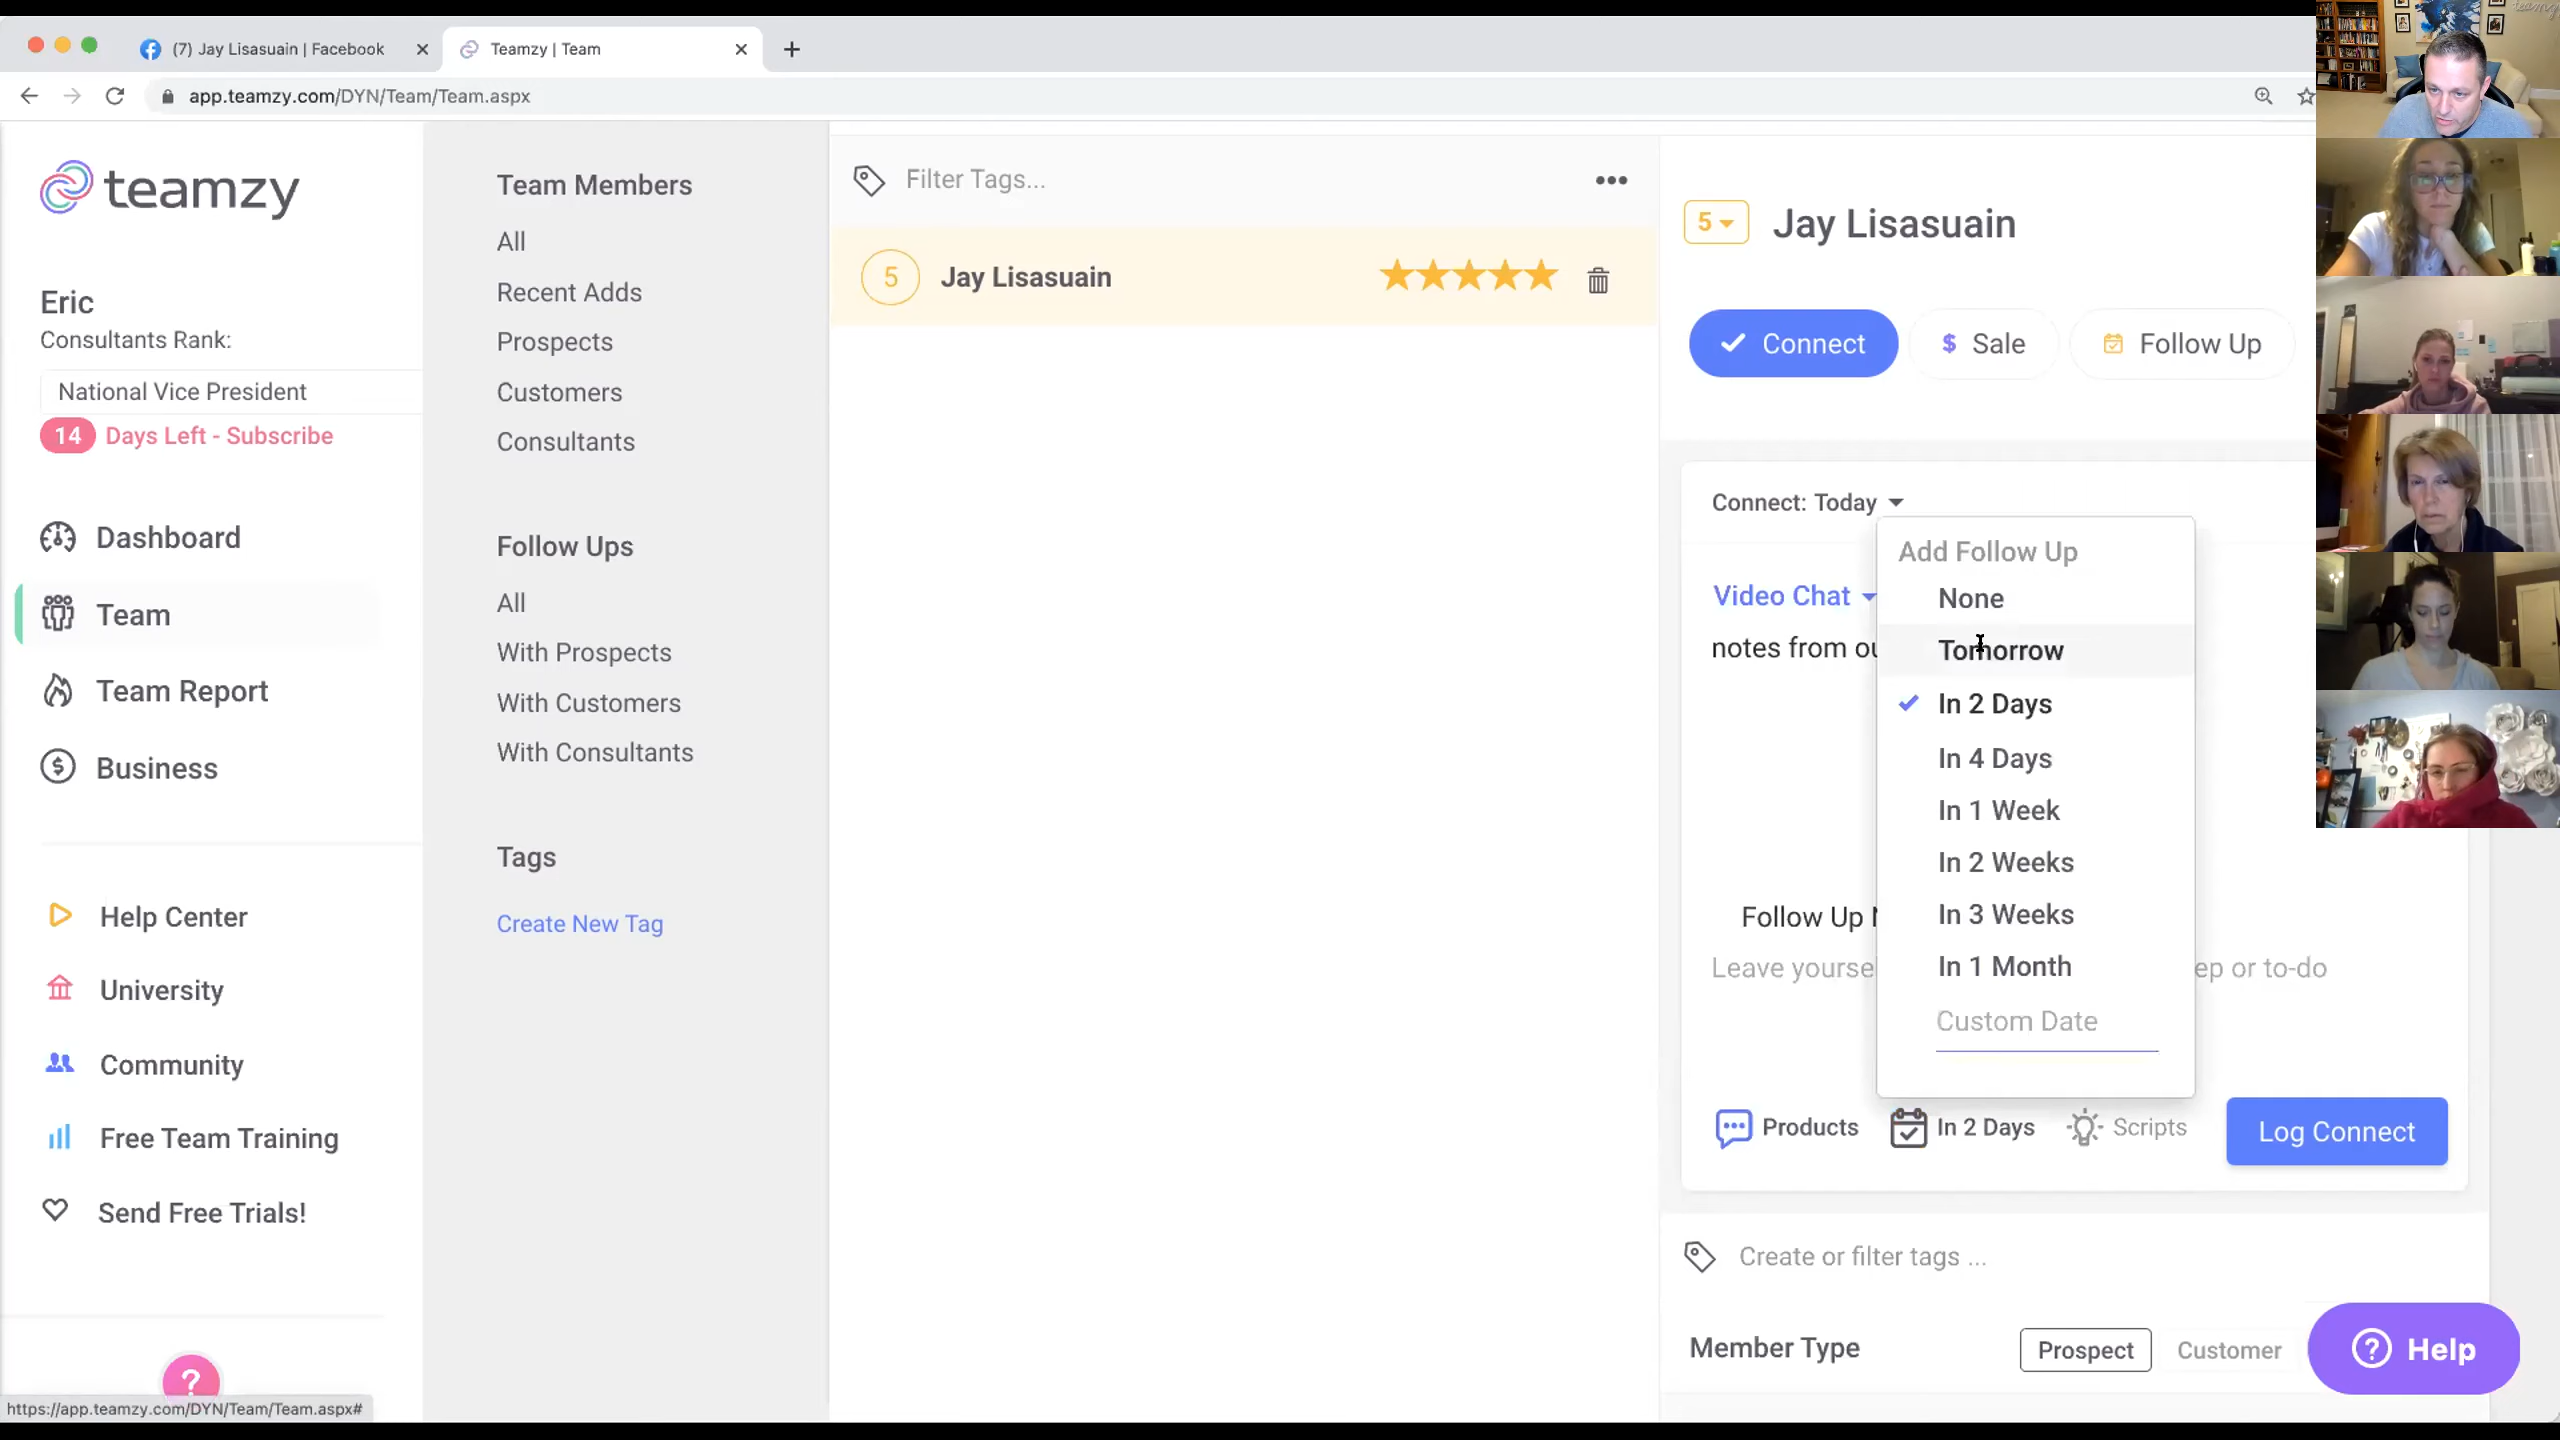 (7) Jay Lisasuain | Facebook
Teamzy | Team
app.teamzy.com/DYN/Team/Team.aspx
teamzy
Eric
Consultants Rank:
National Vice President
14 Days Left - Subscribe
Dashboard
Team
Team Report
Business
Help Center
University
Community
Free Team Training
Send Free Trials!
?
https://app.teamzy.com/DYN/Team/Team.aspx#
Team Members
All
Recent Adds
Prospects
Customers
Consultants
Follow Ups
All
With Prospects
With Customers
With Consultants
Tags
Create New Tag
Filter Tags...
5 Jay Lisasuain
5 Jay Lisasuain
Connect
$ Sale
Follow Up
Connect: Today
Video Chat
notes from
Follow Up
Leave
ep or to-do
Add Follow Up
None
Tomorrow
In 2 Days
In 4 Days
In 1 Week
In 2 Weeks
In 3 Weeks
In 1 Month
Custom Date
Products
In 2 Days
Scripts
Log Connect
Create or filter tags ...
Member Type
Prospect
Customer
? Help